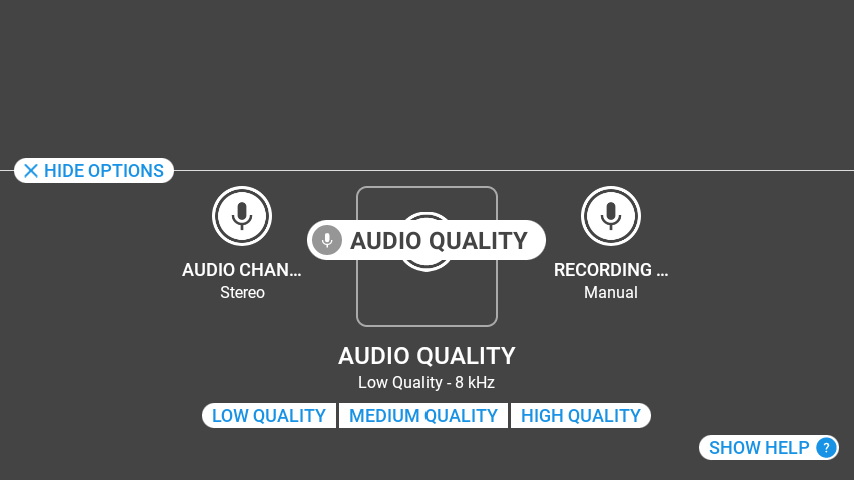 HIDE OPTIONS
AUDIO QUALITY
AUDIO CHAN...
Stereo
RECORDING ...
Manual
AUDIO QUALITY
Low Quality - 8 kHz
LOW QUALITY
MEDIUM QUALITY
HIGH QUALITY
SHOW HELP ?